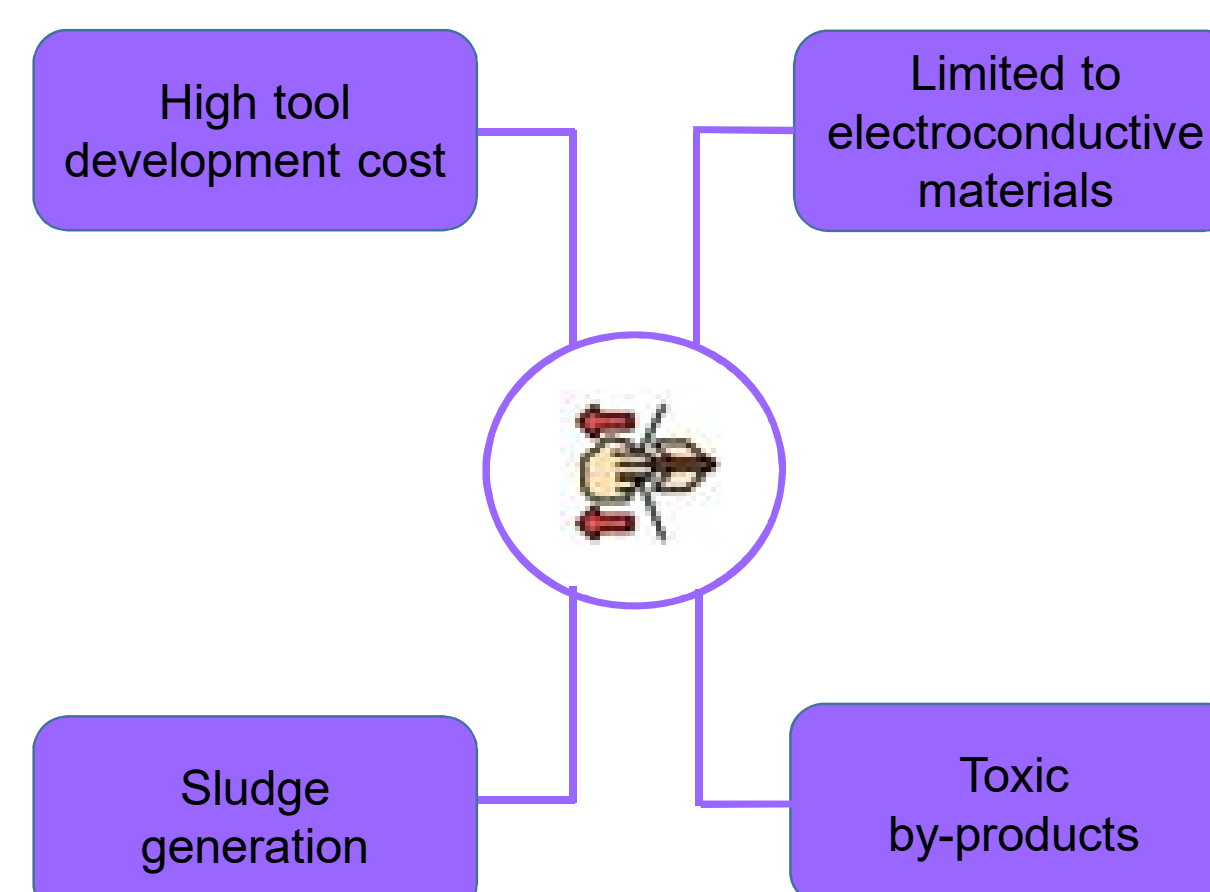 High tool
development cost
Limited to
electroconductive
materials
Sludge
generation
Toxic
by-products